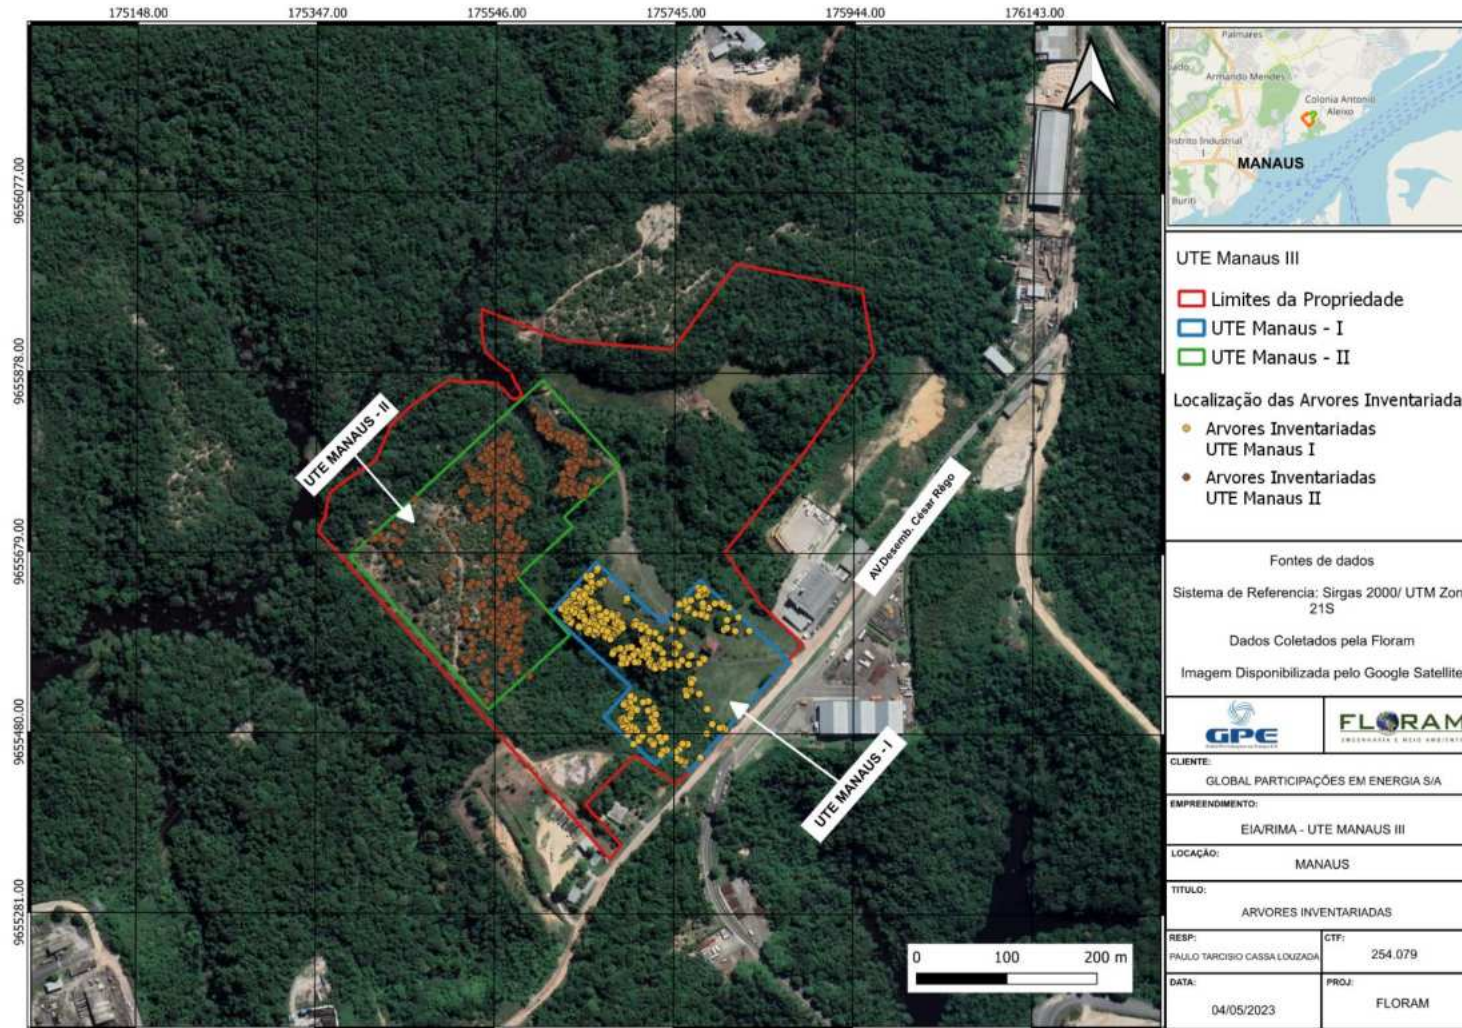 175148.00 175347.00 175546.00 175745.00 175944.00 176143.00
9656077.00
9655878.00
9655679.00
9655480.00
9655281.00
UTE MANAUS - II
UTE MANAUS - I
AV.Desemb. César Rêgo
0 100 200 m
Palmares
Armando Mendes
Colonia Antonio
Aleixo
Distrito Industrial
I
MANAUS
Buriti
UTE Manaus III
Limites da Propriedade
UTE Manaus - I
UTE Manaus - II
Localização das Arvores Inventariada
Arvores Inventariadas
UTE Manaus I
Arvores Inventariadas
UTE Manaus II
Fontes de dados
Sistema de Referencia: Sirgas 2000/ UTM Zon
21S
Dados Coletados pela Floram
Imagem Disponibilizada pelo Google Satellite
GPE
FLORAM
ENGENHARIA E MEIO AMBIENTE
CLIENTE:
GLOBAL PARTICIPAÇÕES EM ENERGIA S/A
EMPREENDIMENTO:
EIA/RIMA - UTE MANAUS III
LOCAÇÃO:
MANAUS
TITULO:
ARVORES INVENTARIADAS
RESP:
PAULO TARCISIO CASSA LOUZADA
CTF:
254.079
DATA:
04/05/2023
PROJ:
FLORAM